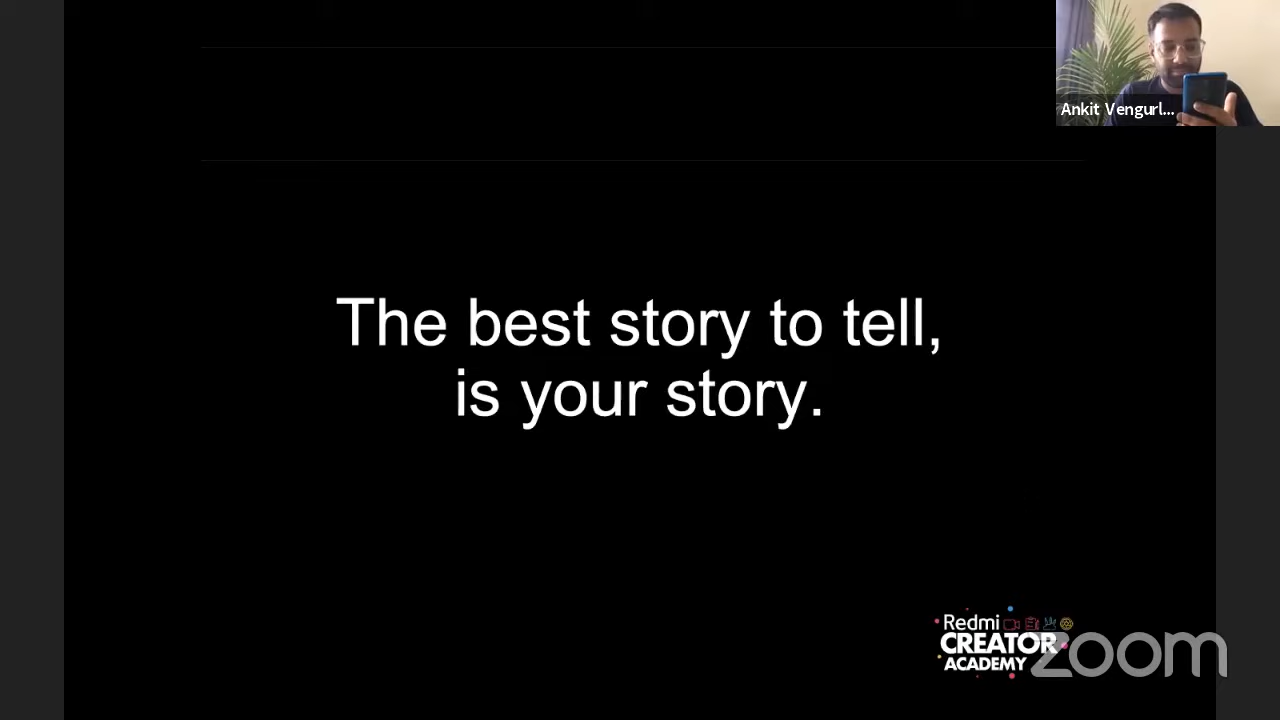 Ankit Vengurl...
The best story to tell,
is your story.
Redmi
CREATOR
ACADEMY
zoom